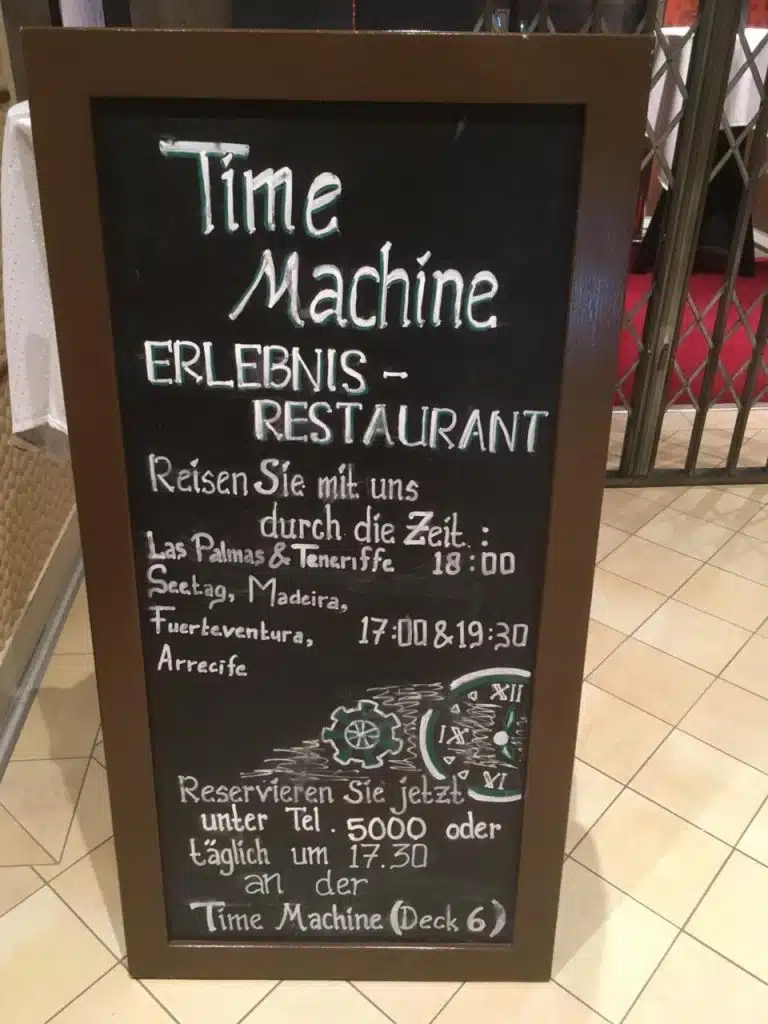 Time
Machine
ERLEBNIS -
RESTAURANT
Reisen Sie mit uns
durch die Zeit :
Las Palmas & Teneriffe 18:00
Seetag, Madeira,
Fuerteventura, 17:00 & 19:30
Arrecife
XII
IX
VI
Reservieren Sie jetzt
unter Tel. 5000 oder
täglich um 17.30
an der
Time Machine (Deck 6)